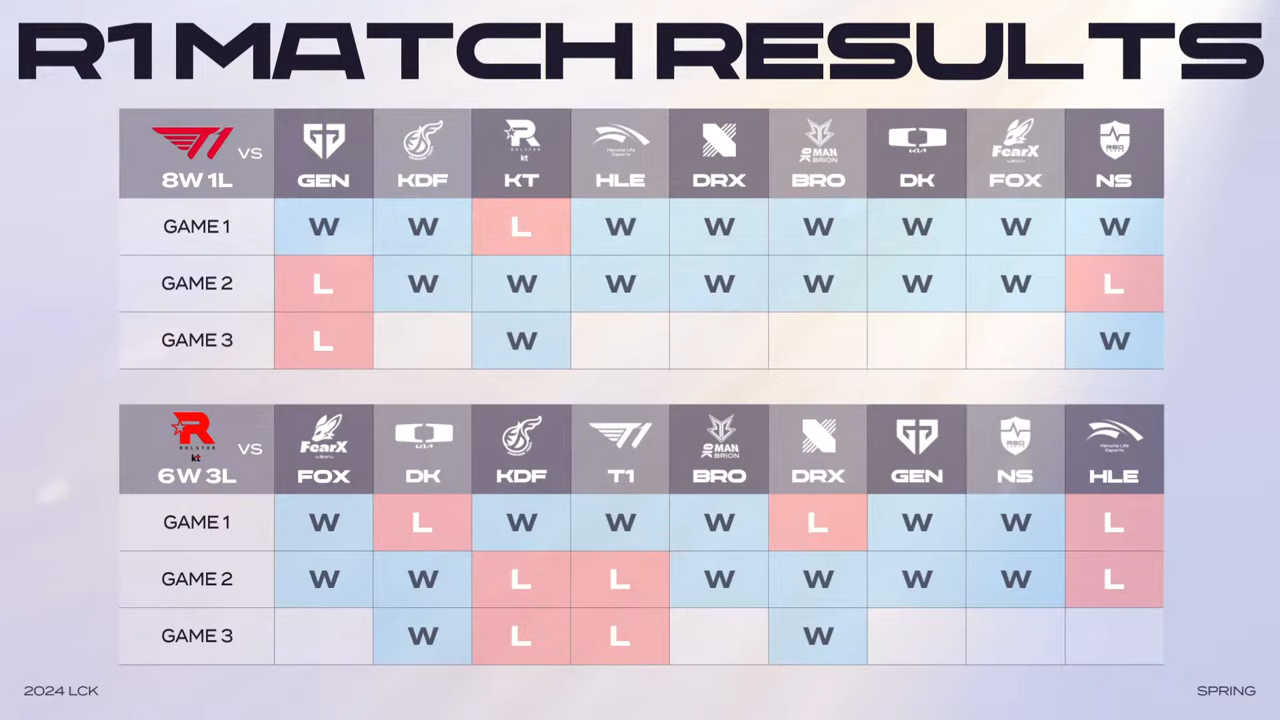 R1 MATCH RESULTS
T1 VS
8W 1L GEN KDF KT HLE DRX BRO DK FOX NS
GAME 1 W W L W W W W W W
GAME 2 L W W W W W W W L
GAME 3 L W W
R VS
kt
6W 3L FOX DK KDF T1 BRO DRX GEN NS HLE
GAME 1 W L W W W L W W L
GAME 2 W W L L W W W W L
GAME 3 W L L W
2024 LCK
SPRING